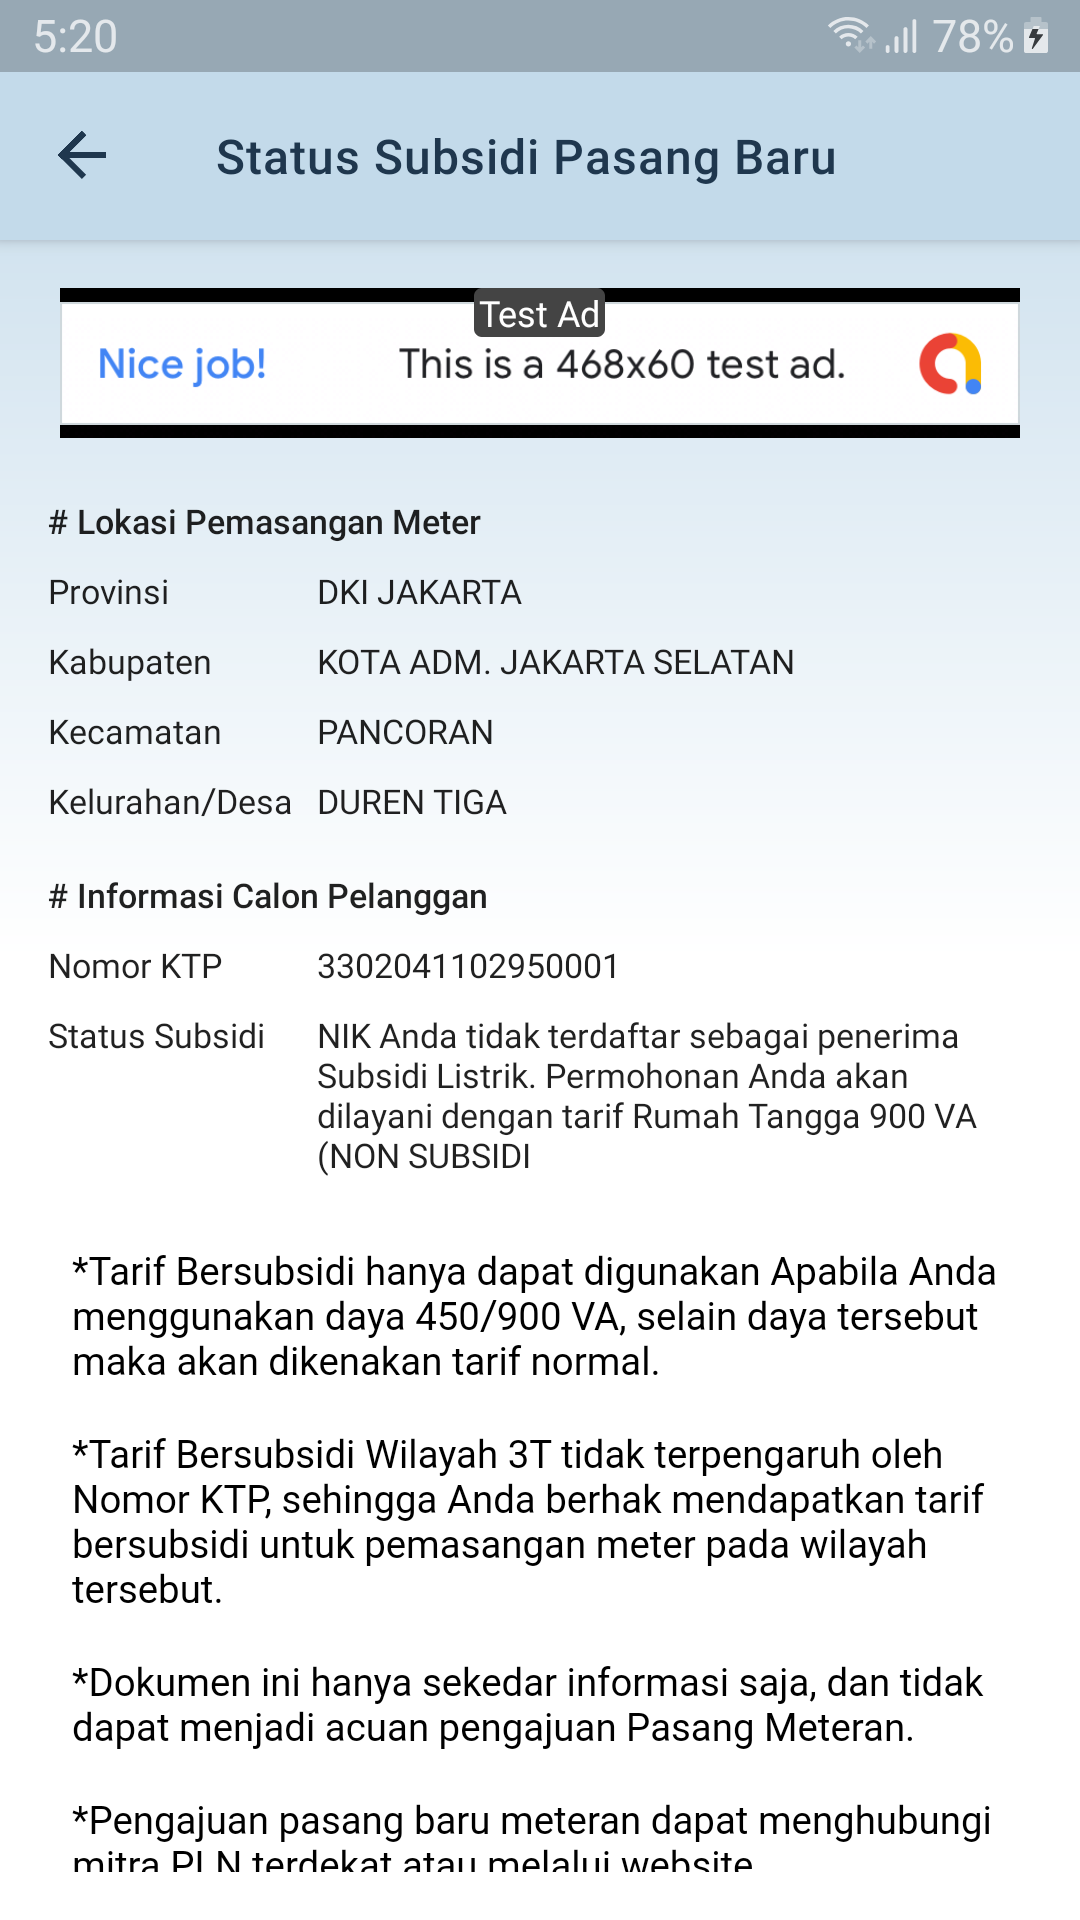 5:20
78%
Status Subsidi Pasang Baru
Test Ad
Nice job!
This is a 468x60 test ad.
# Lokasi Pemasangan Meter
Provinsi DKI JAKARTA
Kabupaten KOTA ADM. JAKARTA SELATAN
Kecamatan PANCORAN
Kelurahan/Desa DUREN TIGA
# Informasi Calon Pelanggan
Nomor KTP 3302041102950001
Status Subsidi NIK Anda tidak terdaftar sebagai penerima
Subsidi Listrik. Permohonan Anda akan
dilayani dengan tarif Rumah Tangga 900 VA
(NON SUBSIDI
*Tarif Bersubsidi hanya dapat digunakan Apabila Anda
menggunakan daya 450/900 VA, selain daya tersebut
maka akan dikenakan tarif normal.
*Tarif Bersubsidi Wilayah 3T tidak terpengaruh oleh
Nomor KTP, sehingga Anda berhak mendapatkan tarif
bersubsidi untuk pemasangan meter pada wilayah
tersebut.
*Dokumen ini hanya sekedar informasi saja, dan tidak
dapat menjadi acuan pengajuan Pasang Meteran.
*Pengajuan pasang baru meteran dapat menghubungi
mitra PLN terdekat atau melalui website